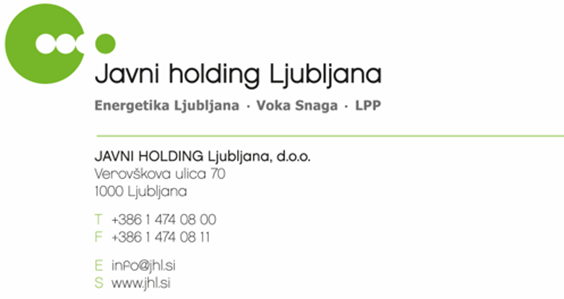 Javni holding Ljubljana
Energetika Ljubljana · Voka Snaga · LPP
JAVNI HOLDING Ljubljana, d.o.o.
Verovškova ulica 70
1000 Ljubljana
T +386 1 474 08 00
F +386 1 474 08 11
E info@jhl.si
S www.jhl.si